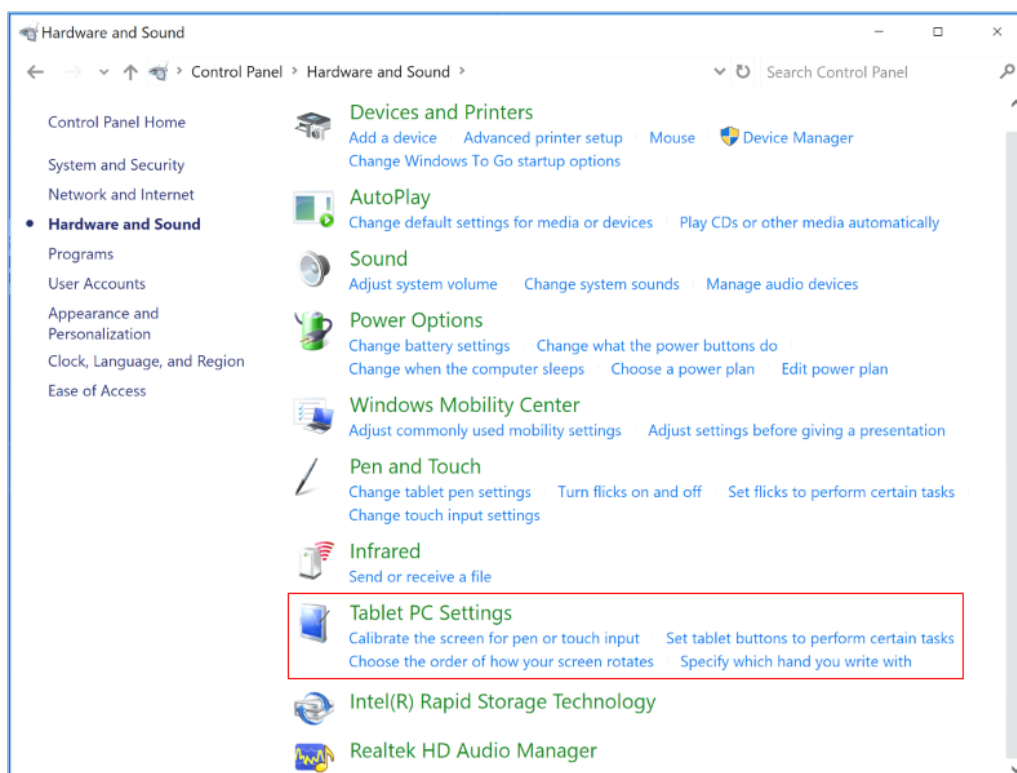 Hardware and Sound
Control Panel > Hardware and Sound >
Search Control Panel
Control Panel Home
System and Security
Network and Internet
Hardware and Sound
Programs
User Accounts
Appearance and
Personalization
Clock, Language, and Region
Ease of Access
Devices and Printers
Add a device Advanced printer setup Mouse Device Manager
Change Windows To Go startup options
AutoPlay
Change default settings for media or devices Play CDs or other media automatically
Sound
Adjust system volume Change system sounds Manage audio devices
Power Options
Change battery settings Change what the power buttons do
Change when the computer sleeps Choose a power plan Edit power plan
Windows Mobility Center
Adjust commonly used mobility settings Adjust settings before giving a presentation
Pen and Touch
Change tablet pen settings Turn flicks on and off Set flicks to perform certain tasks
Change touch input settings
Infrared
Send or receive a file
Tablet PC Settings
Calibrate the screen for pen or touch input Set tablet buttons to perform certain tasks
Choose the order of how your screen rotates Specify which hand you write with
Intel(R) Rapid Storage Technology
Realtek HD Audio Manager